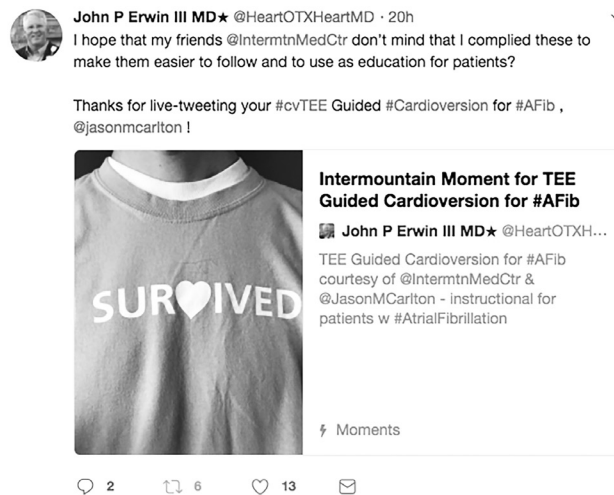 John P Erwin III MD★ @HeartOTXHeartMD · 20h
I hope that my friends @IntermtnMedCtr don't mind that I complied these to
make them easier to follow and to use as education for patients?
Thanks for live-tweeting your #cvTEE Guided #Cardioversion for #AFib ,
@jasonmcarlton !
SUR♥IVED
Intermountain Moment for TEE
Guided Cardioversion for #AFib
John P Erwin III MD★ @HeartOTXH...
TEE Guided Cardioversion for #AFib
courtesy of @IntermtnMedCtr &
@JasonMCarlton - instructional for
patients w #AtrialFibrillation
Moments
2 6 13